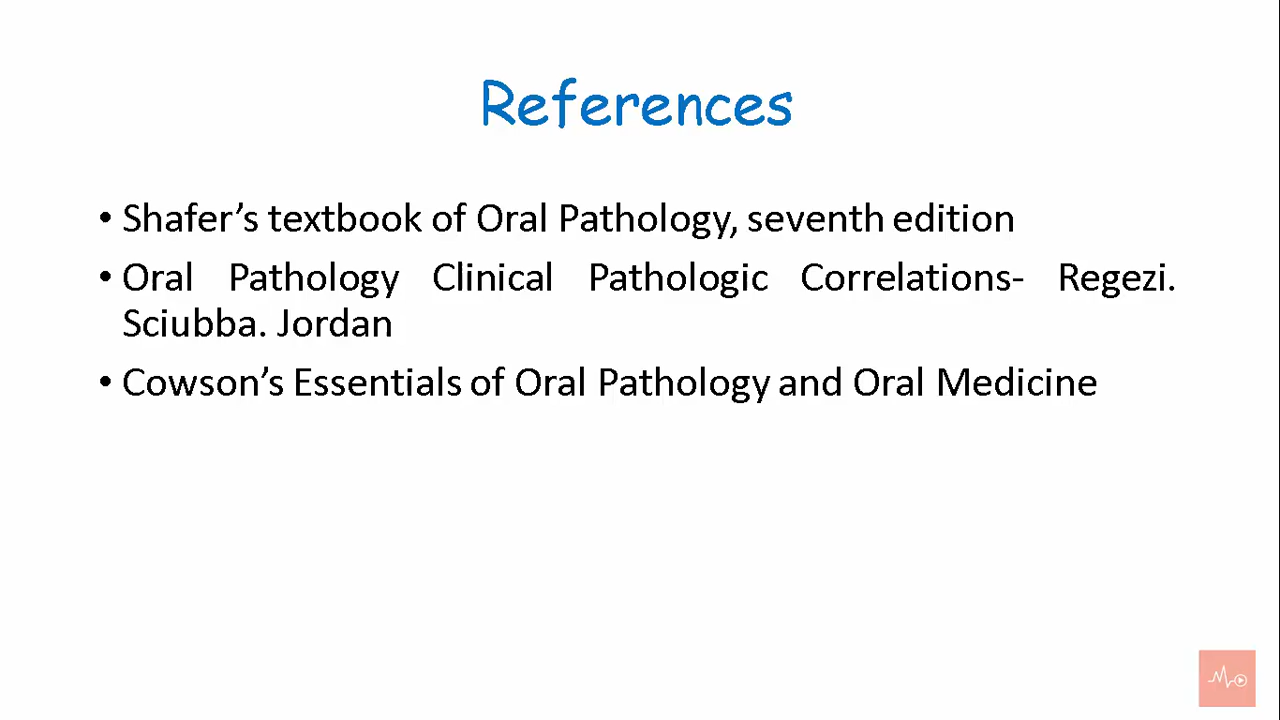 References
• Shafer’s textbook of Oral Pathology, seventh edition
• Oral Pathology Clinical Pathologic Correlations- Regezi.
Sciubba. Jordan
• Cowson’s Essentials of Oral Pathology and Oral Medicine